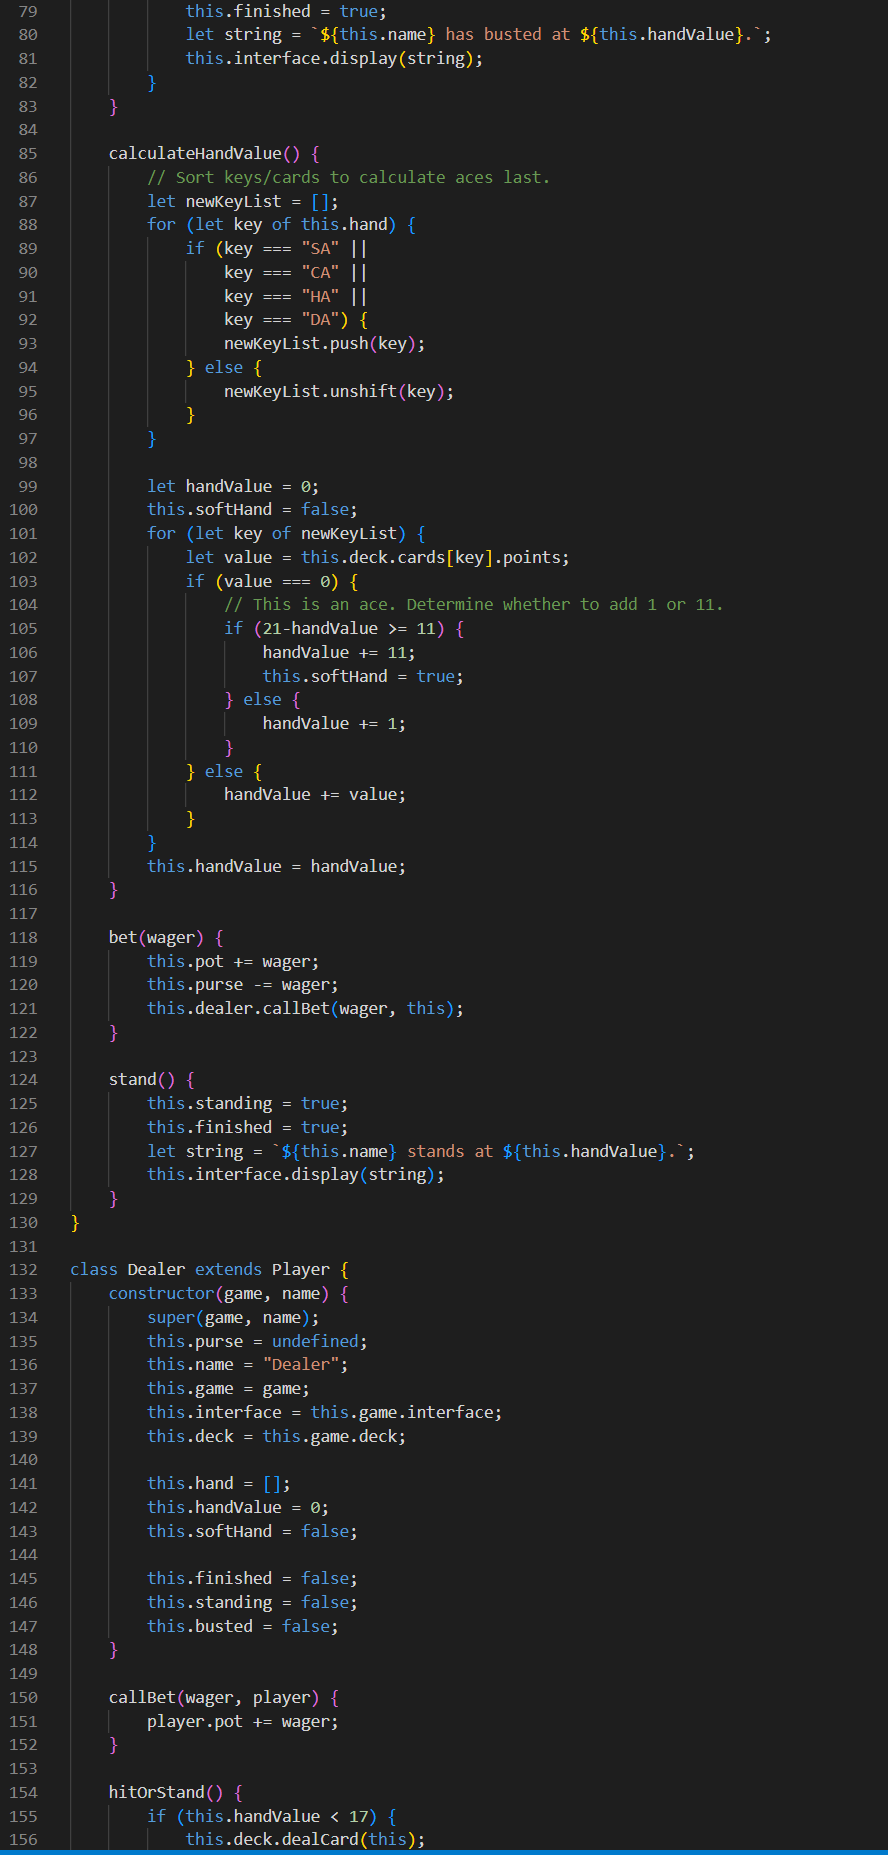 79 this.finished = true;
80 let string = `${this.name} has busted at ${this.handValue}.`;
81 this.interface.display(string);
82 }
83 }
84
85 calculateHandValue() {
86 // Sort keys/cards to calculate aces last.
87 let newKeyList = [];
88 for (let key of this.hand) {
89 if (key === "SA" ||
90 key === "CA" ||
91 key === "HA" ||
92 key === "DA") {
93 newKeyList.push(key);
94 } else {
95 newKeyList.unshift(key);
96 }
97 }
98
99 let handValue = 0;
100 this.softHand = false;
101 for (let key of newKeyList) {
102 let value = this.deck.cards[key].points;
103 if (value === 0) {
104 // This is an ace. Determine whether to add 1 or 11.
105 if (21-handValue >= 11) {
106 handValue += 11;
107 this.softHand = true;
108 } else {
109 handValue += 1;
110 }
111 } else {
112 handValue += value;
113 }
114 }
115 this.handValue = handValue;
116 }
117
118 bet(wager) {
119 this.pot += wager;
120 this.purse -= wager;
121 this.dealer.callBet(wager, this);
122 }
123
124 stand() {
125 this.standing = true;
126 this.finished = true;
127 let string = `${this.name} stands at ${this.handValue}.`;
128 this.interface.display(string);
129 }
130 }
131
132 class Dealer extends Player {
133 constructor(game, name) {
134 super(game, name);
135 this.purse = undefined;
136 this.name = "Dealer";
137 this.game = game;
138 this.interface = this.game.interface;
139 this.deck = this.game.deck;
140
141 this.hand = [];
142 this.handValue = 0;
143 this.softHand = false;
144
145 this.finished = false;
146 this.standing = false;
147 this.busted = false;
148 }
149
150 callBet(wager, player) {
151 player.pot += wager;
152 }
153
154 hitOrStand() {
155 if (this.handValue < 17) {
156 this.deck.dealCard(this);